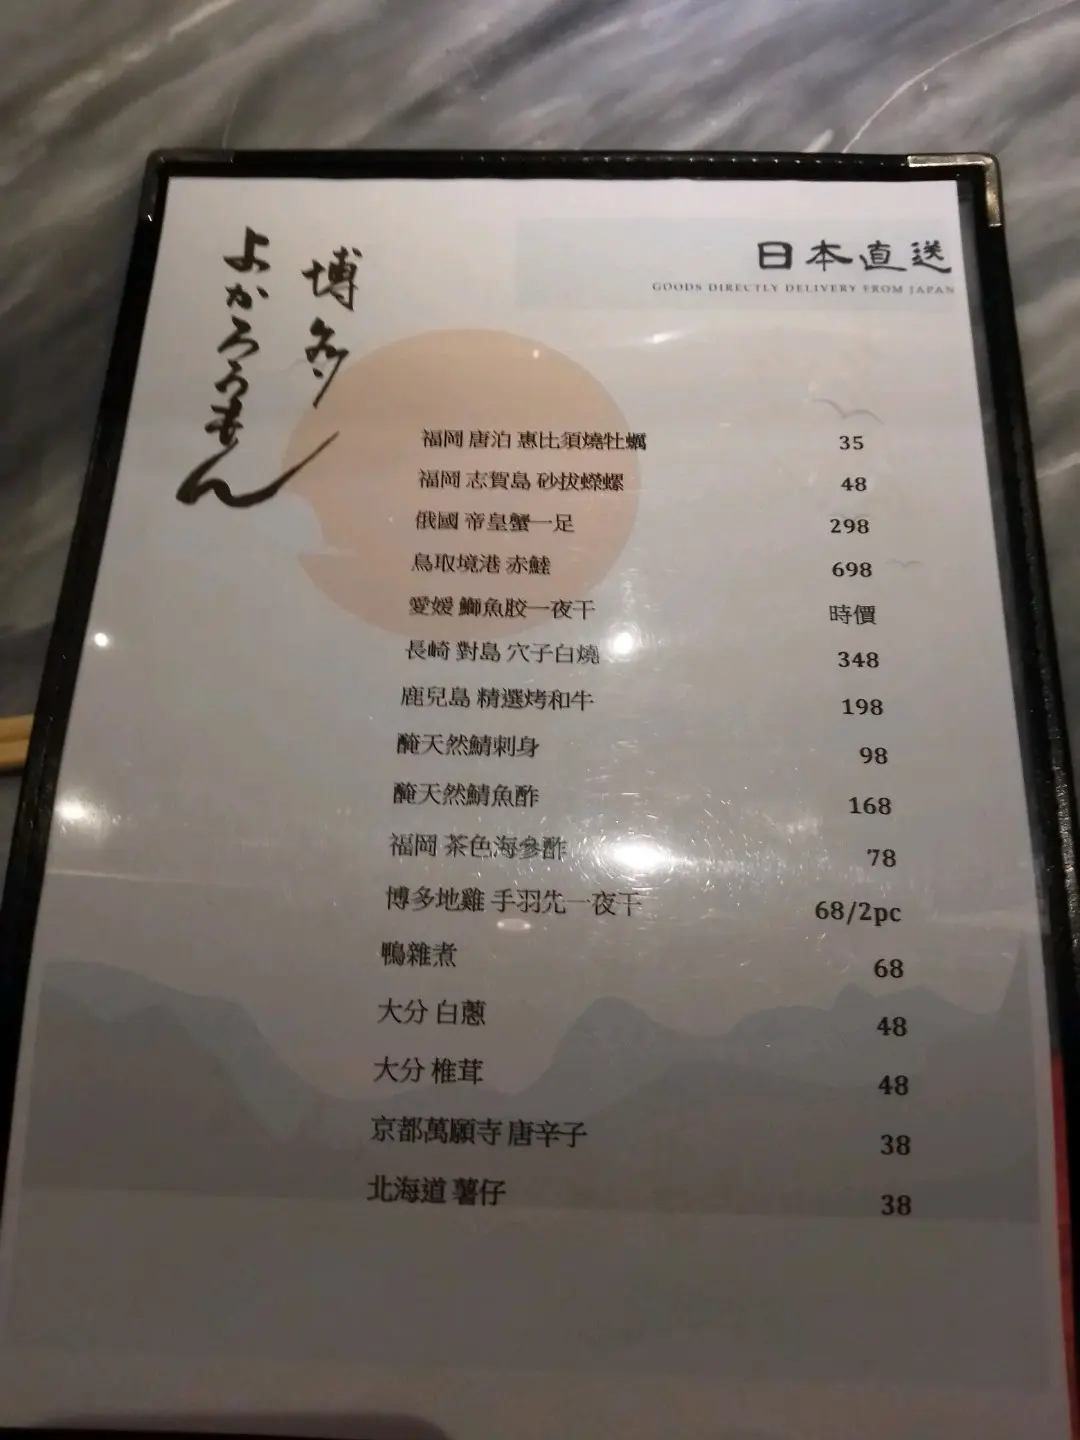 博多
よかろうもん
日本直送
GOODS DIRECTLY DELIVERY FROM JAPAN
福岡 唐泊 惠比須燒牡蠣 35
福岡 志賀島 砂拔蠑螺 48
俄國 帝皇蟹一足 298
鳥取境港 赤鯥 698
愛媛 鰤魚胶一夜干 時價
長崎 對島 穴子白燒 348
鹿兒島 精選烤和牛 198
醃天然鯖刺身 98
醃天然鯖魚酢 168
福岡 茶色海參酢 78
博多地雞 手羽先一夜干 68/2pc
鴨雜煮 68
大分 白蔥 48
大分 椎茸 48
京都萬願寺 唐辛子 38
北海道 薯仔 38